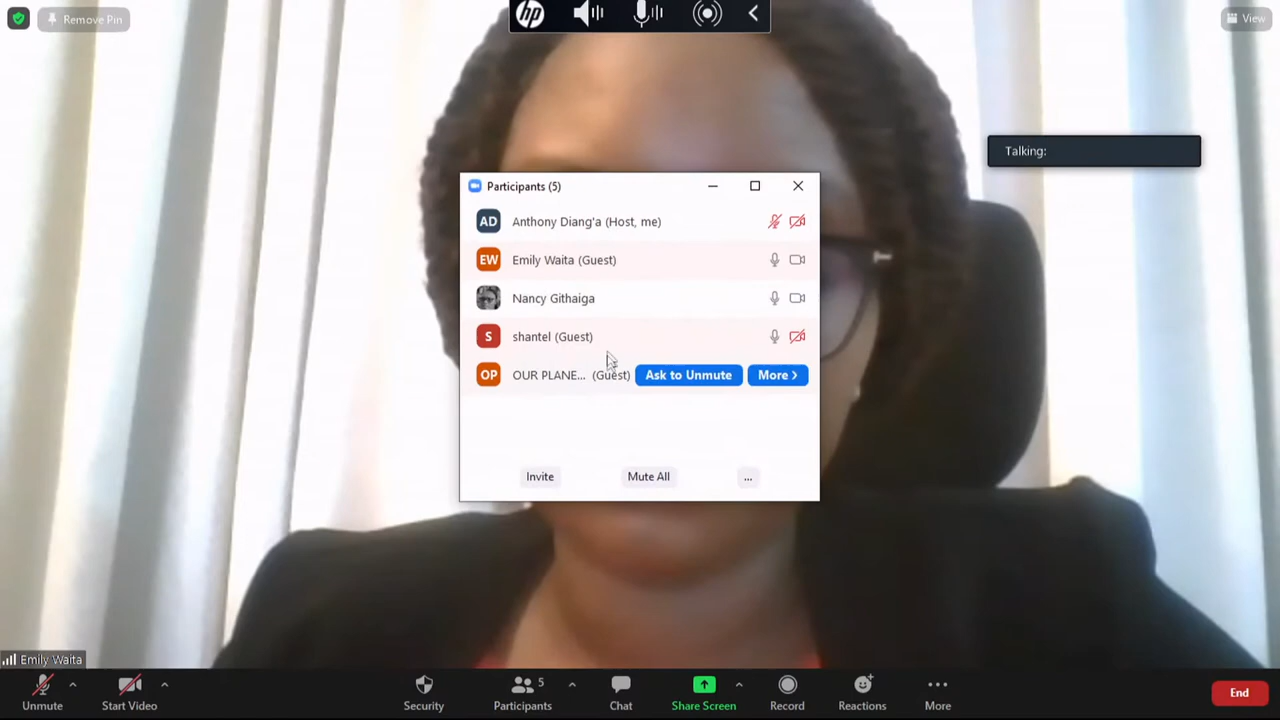 hp
Remove Pin
View
Talking:
Participants (5)
AD Anthony Diang'a (Host, me)
EW Emily Waita (Guest)
Nancy Githaiga
S shantel (Guest)
OP OUR PLANE... (Guest) Ask to Unmute More >
Invite Mute All ...
Emily Waita
Unmute Start Video Security Participants 5 Chat Share Screen Record Reactions More End